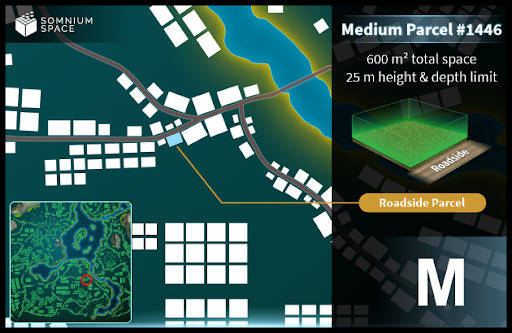 SOMNIUM
SPACE
Medium Parcel #1446
600 m² total space
25 m height & depth limit
Roadside
Roadside Parcel
M